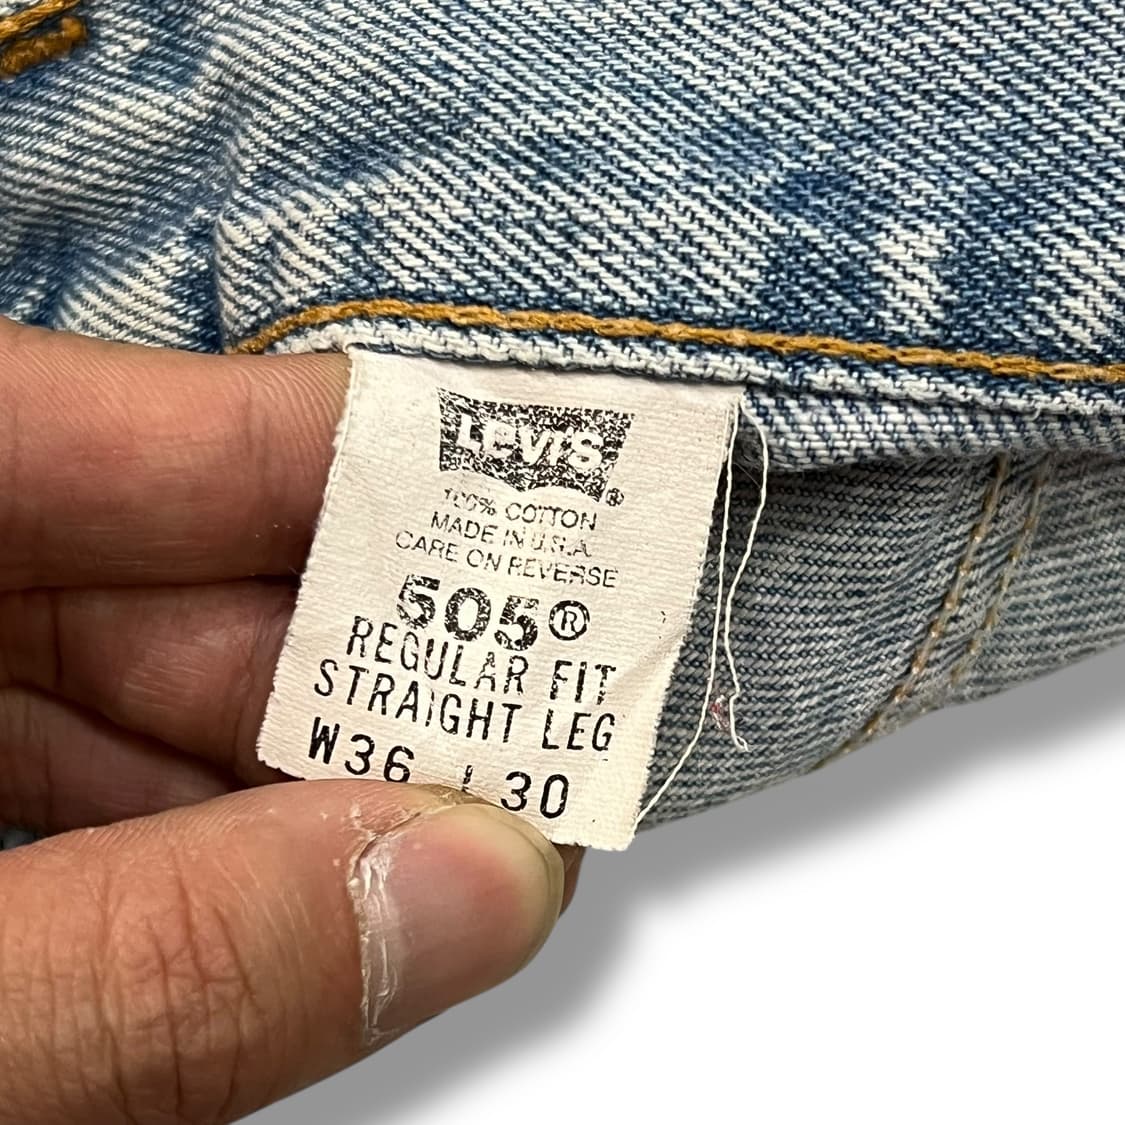 LEVI'S®
100% COTTON
MADE IN U.S.A.
CARE ON REVERSE
505®
REGULAR FIT
STRAIGHT LEG
W36 L30